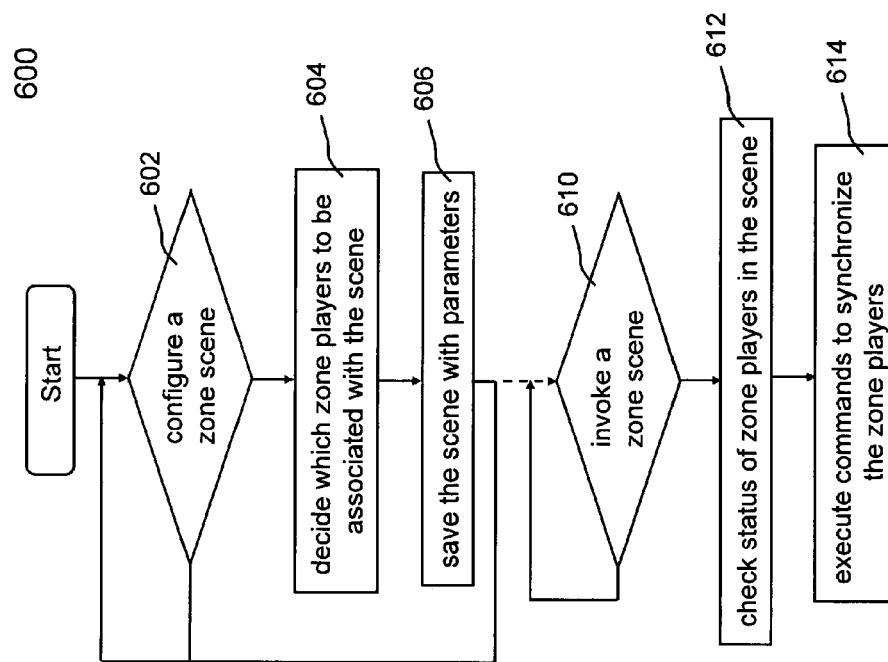 600
Start
602
configure a
zone scene
604
decide which zone players to be
associated with the scene
606
save the scene with parameters
610
invoke a
zone scene
612
check status of zone players in the scene
614
execute commands to synchronize
the zone players